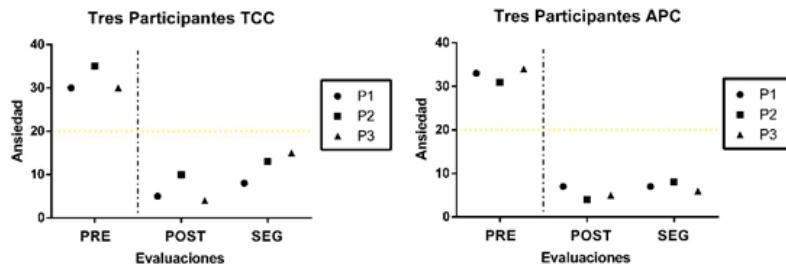 Tres Participantes TCC
40
30
20
10
0
Ansiedad
PRE
POST
SEG
Evaluaciones
P1
P2
P3
Tres Participantes APC
40
30
20
10
0
Ansiedad
PRE
POST
SEG
Evaluaciones
P1
P2
P3